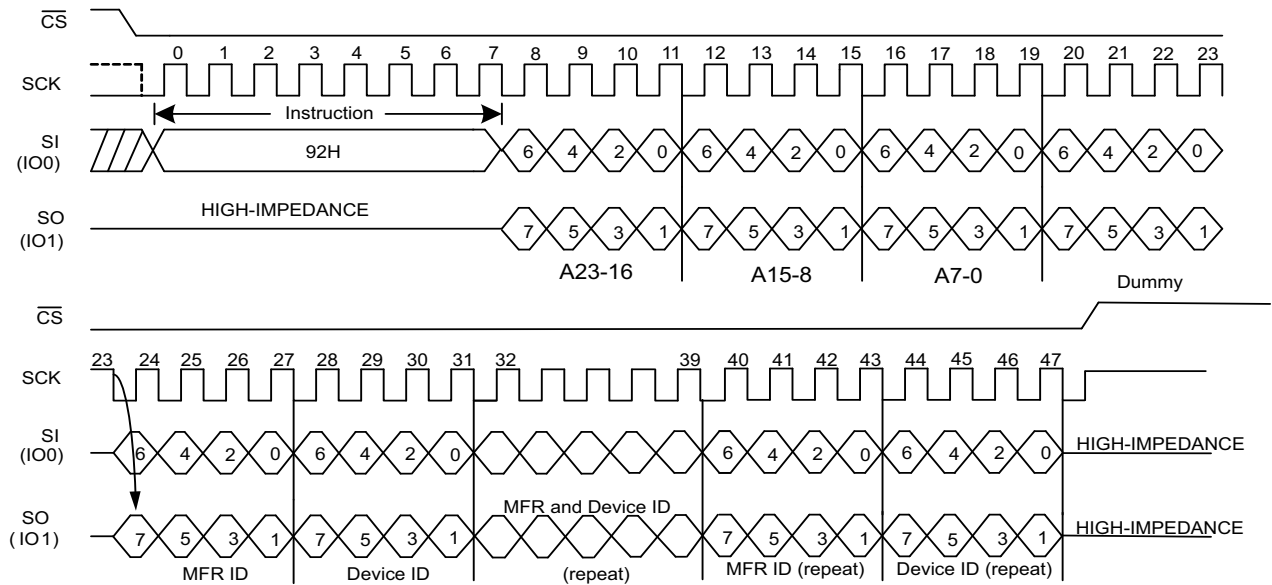 CS
0 1 2 3 4 5 6 7 8 9 10 11 12 13 14 15 16 17 18 19 20 21 22 23
SCK
Instruction
SI
(IO0)
92H
6 4 2 0 6 4 2 0 6 4 2 0 6 4 2 0
HIGH-IMPEDANCE
SO
(IO1)
7 5 3 1 7 5 3 1 7 5 3 1 7 5 3 1
A23-16 A15-8 A7-0
Dummy
CS
23 24 25 26 27 28 29 30 31 32 39 40 41 42 43 44 45 46 47
SCK
SI
(IO0)
6 4 2 0 6 4 2 0 6 4 2 0 6 4 2 0
HIGH-IMPEDANCE
MFR and Device ID
SO
(IO1)
7 5 3 1 7 5 3 1 7 5 3 1 7 5 3 1
HIGH-IMPEDANCE
MFR ID Device ID (repeat) MFR ID (repeat) Device ID (repeat)